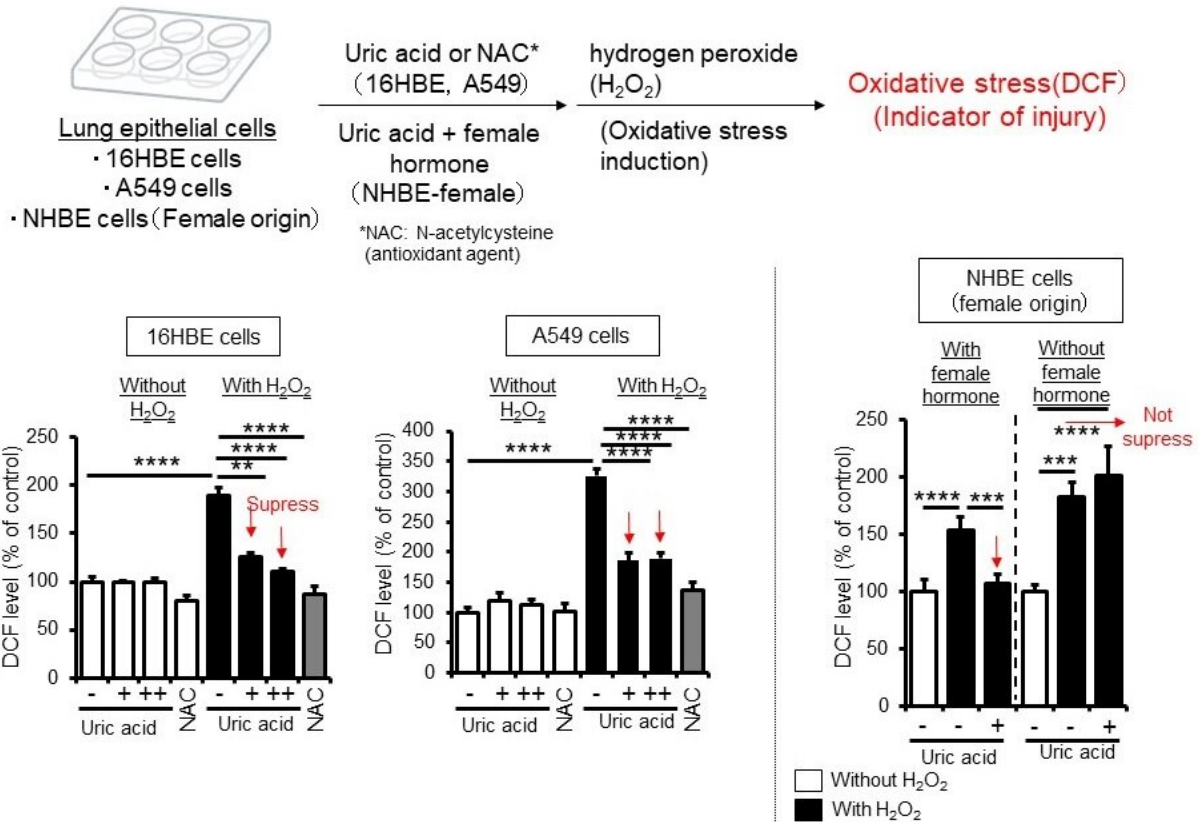 Lung epithelial cells
・16HBE cells
・A549 cells
・NHBE cells（Female origin）
Uric acid or NAC*
（16HBE, A549）
Uric acid + female
hormone
（NHBE-female）
*NAC: N-acetylcysteine
(antioxidant agent)
hydrogen peroxide
(H₂O₂)
(Oxidative stress
induction)
Oxidative stress(DCF)
(Indicator of injury)
16HBE cells
Without
H₂O₂
With H₂O₂
DCF level (% of control)
250
200
150
100
50
0
****
****
****
**
Supress
- + ++ NAC - + ++ NAC
Uric acid Uric acid
A549 cells
Without
H₂O₂
With H₂O₂
DCF level (% of control)
400
350
300
250
200
150
100
50
0
****
****
****
****
- + ++ NAC - + ++ NAC
Uric acid Uric acid
NHBE cells
(female origin)
With
female
hormone
Without
female
hormone
DCF level (% of control)
250
200
150
100
50
0
**** ***
***
****
Not
supress
- - + - - +
Uric acid Uric acid
Without H₂O₂
With H₂O₂